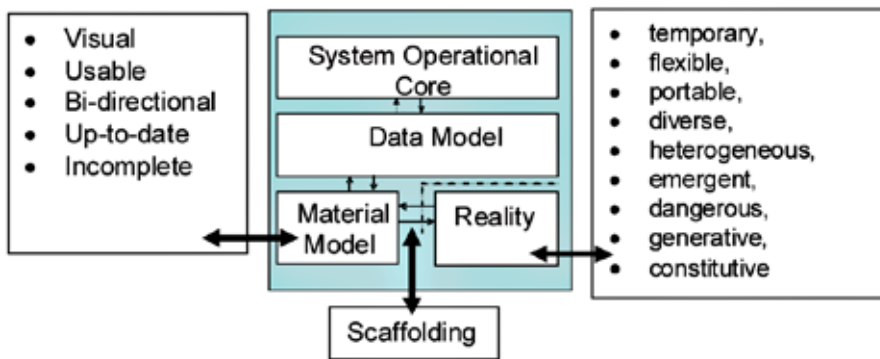 • Visual
• Usable
• Bi-directional
• Up-to-date
• Incomplete
System Operational
Core
Data Model
Material
Model
Reality
Scaffolding
• temporary,
• flexible,
• portable,
• diverse,
• heterogeneous,
• emergent,
• dangerous,
• generative,
• constitutive